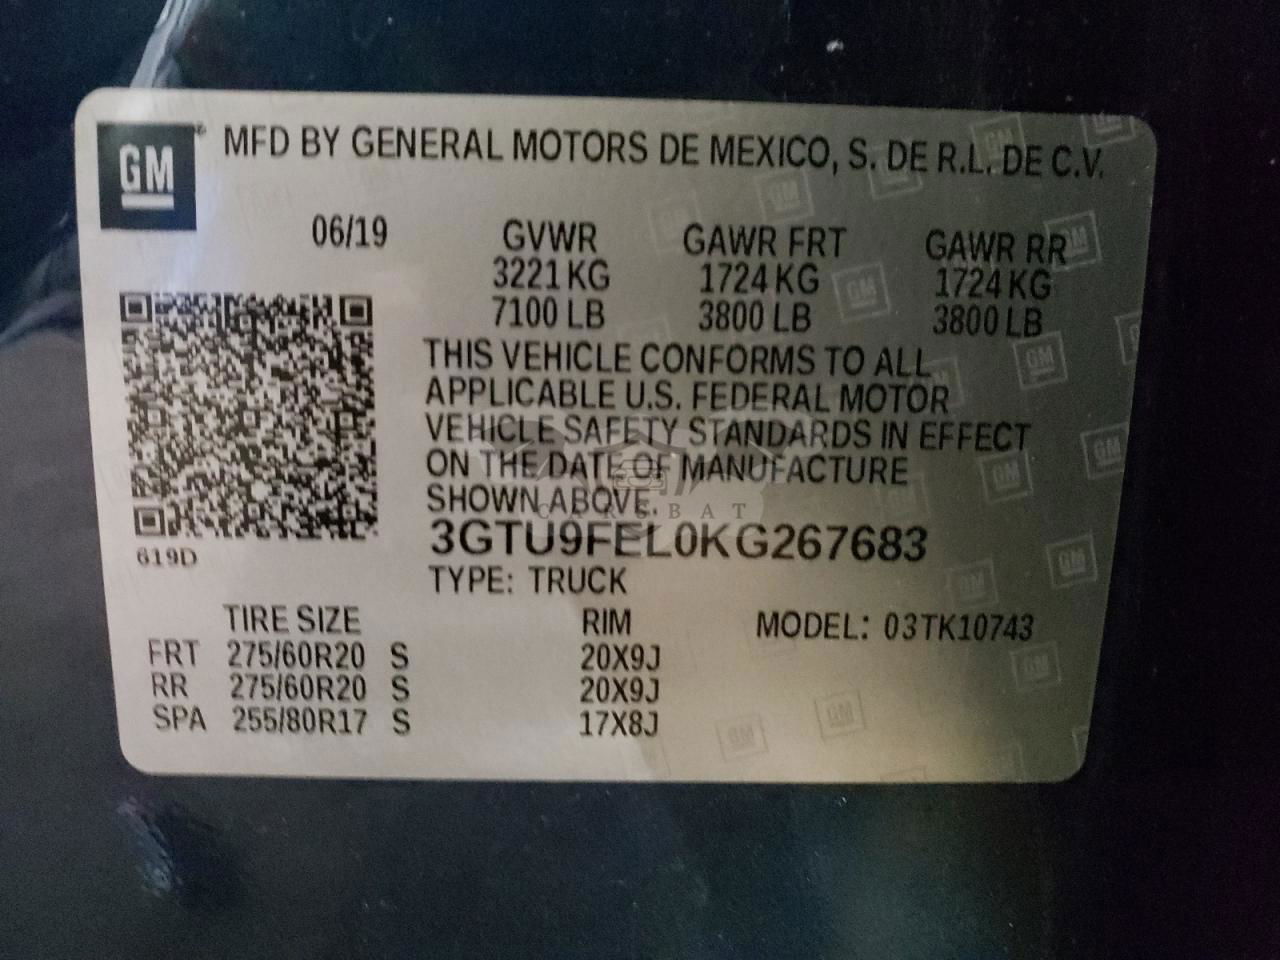 GM
MFD BY GENERAL MOTORS DE MEXICO, S. DE R.L. DE C.V.
06/19 GVWR GAWR FRT GAWR RR
3221 KG 1724 KG 1724 KG
7100 LB 3800 LB 3800 LB
THIS VEHICLE CONFORMS TO ALL
APPLICABLE U.S. FEDERAL MOTOR
VEHICLE SAFETY STANDARDS IN EFFECT
ON THE DATE OF MANUFACTURE
SHOWN ABOVE.
CARSBAT
3GTU9FEL0KG267683
619D
TYPE: TRUCK
TIRE SIZE RIM MODEL: 03TK10743
FRT 275/60R20 S 20X9J
RR 275/60R20 S 20X9J
SPA 255/80R17 S 17X8J